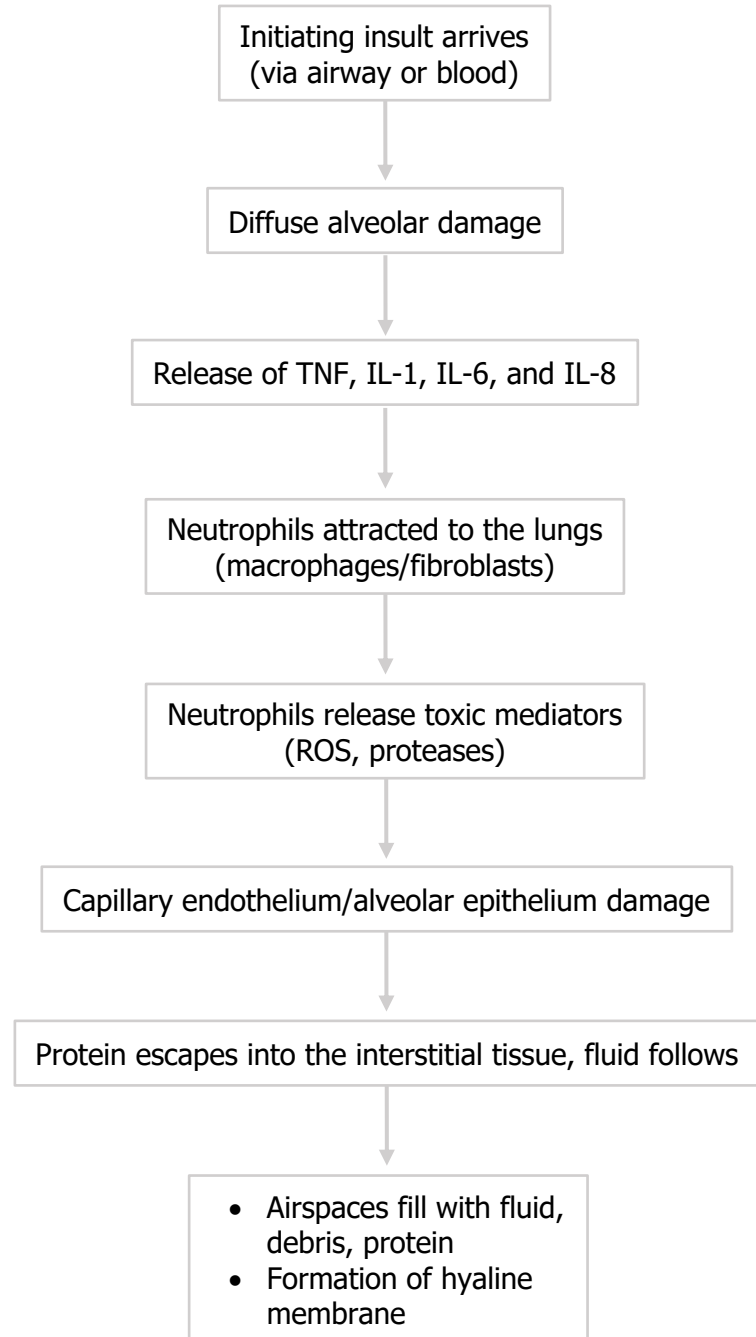 Initiating insult arrives
(via airway or blood)
Diffuse alveolar damage
Release of TNF, IL-1, IL-6, and IL-8
Neutrophils attracted to the lungs
(macrophages/fibroblasts)
Neutrophils release toxic mediators
(ROS, proteases)
Capillary endothelium/alveolar epithelium damage
Protein escapes into the interstitial tissue, fluid follows
• Airspaces fill with fluid,
debris, protein
• Formation of hyaline
membrane